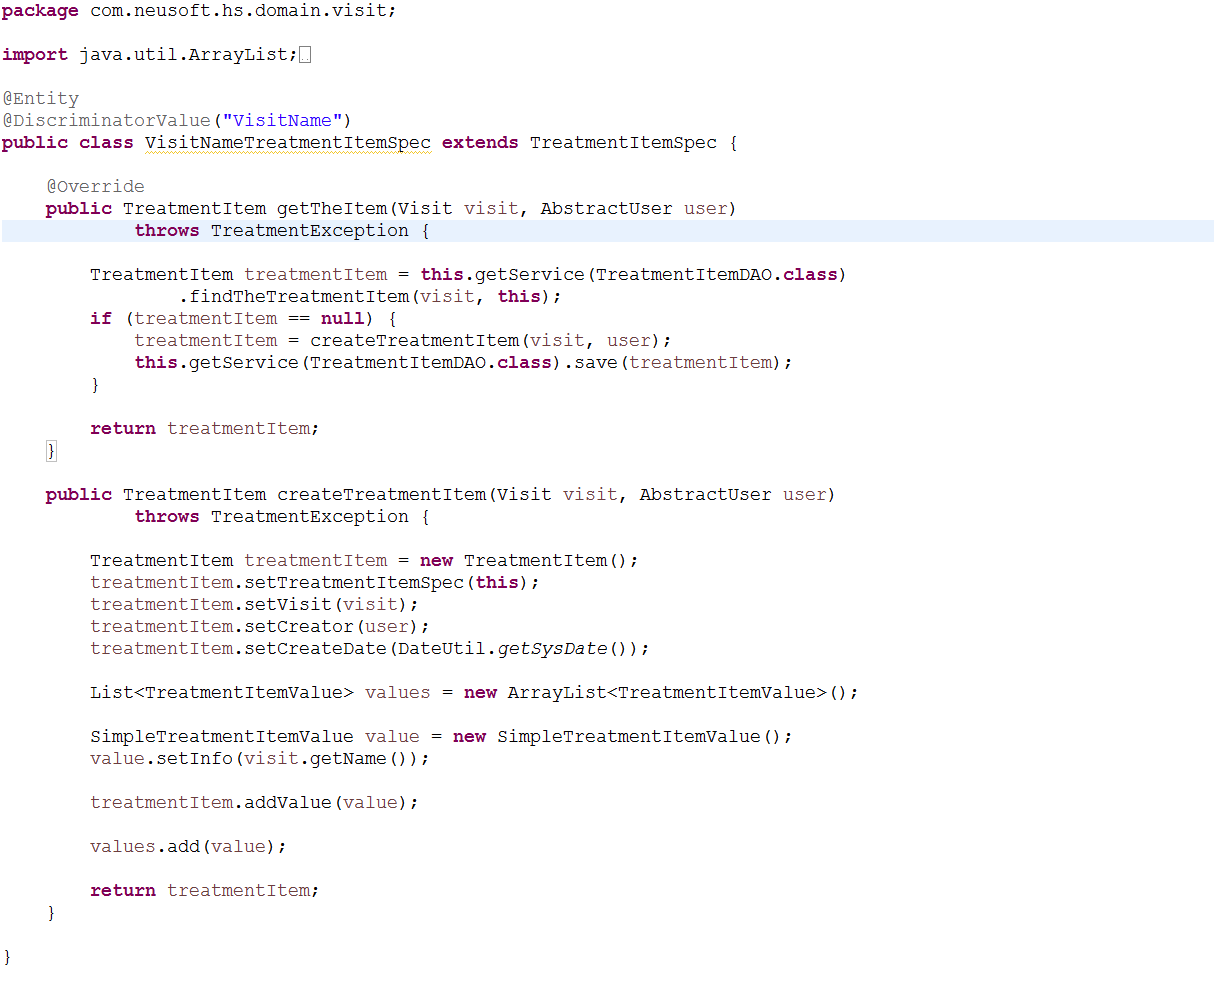 package com.neusoft.hs.domain.visit;
import java.util.ArrayList;
@Entity
@DiscriminatorValue("VisitName")
public class VisitNameTreatmentItemSpec extends TreatmentItemSpec {
@Override
public TreatmentItem getTheItem(Visit visit, AbstractUser user)
throws TreatmentException {
TreatmentItem treatmentItem = this.getService(TreatmentItemDAO.class)
.findTheTreatmentItem(visit, this);
if (treatmentItem == null) {
treatmentItem = createTreatmentItem(visit, user);
this.getService(TreatmentItemDAO.class).save(treatmentItem);
}
return treatmentItem;
}
public TreatmentItem createTreatmentItem(Visit visit, AbstractUser user)
throws TreatmentException {
TreatmentItem treatmentItem = new TreatmentItem();
treatmentItem.setTreatmentItemSpec(this);
treatmentItem.setVisit(visit);
treatmentItem.setCreator(user);
treatmentItem.setCreateDate(DateUtil.getSysDate());
List<TreatmentItemValue> values = new ArrayList<TreatmentItemValue>();
SimpleTreatmentItemValue value = new SimpleTreatmentItemValue();
value.setInfo(visit.getName());
treatmentItem.addValue(value);
values.add(value);
return treatmentItem;
}
}